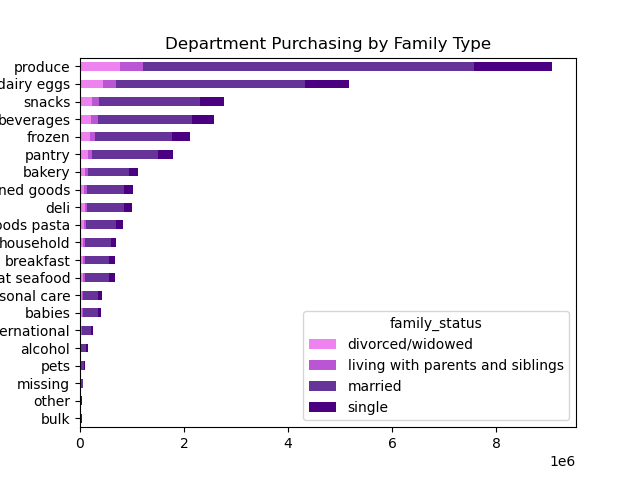 Department Purchasing by Family Type
produce
dairy eggs
snacks
beverages
frozen
pantry
bakery
ned goods
deli
ods pasta
household
breakfast
at seafood
sonal care
babies
ernational
alcohol
pets
missing
other
bulk
family_status
divorced/widowed
living with parents and siblings
married
single
0 2 4 6 8
1e6